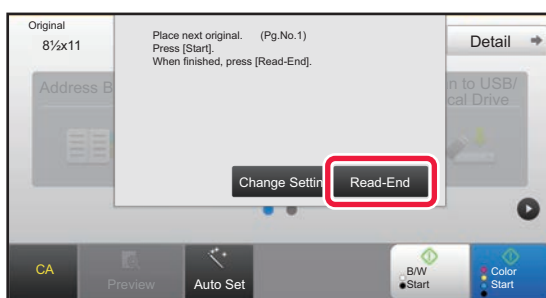 Original
8½x11
Place next original. (Pg.No.1)
Press [Start].
When finished, press [Read-End].
Detail
Address B
n to USB/
cal Drive
Change Settin
Read-End
CA
Preview
Auto Set
B/W
Start
Color
Start